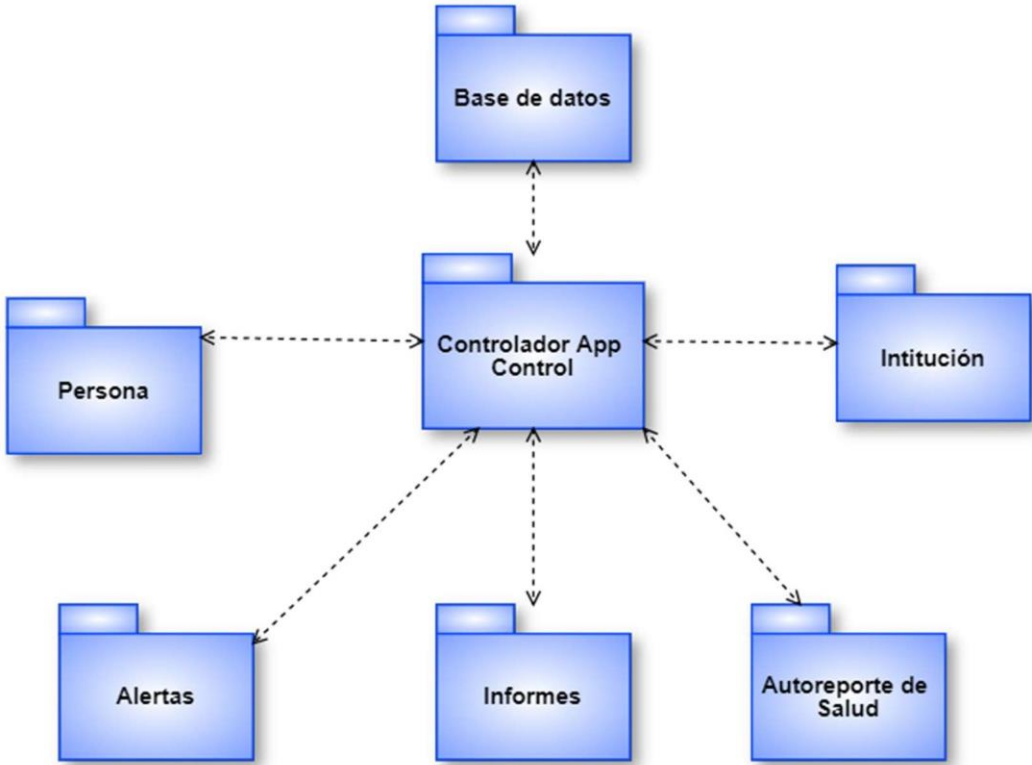 Base de datos
Controlador App
Control
Persona
Intitución
Alertas
Informes
Autoreporte de
Salud